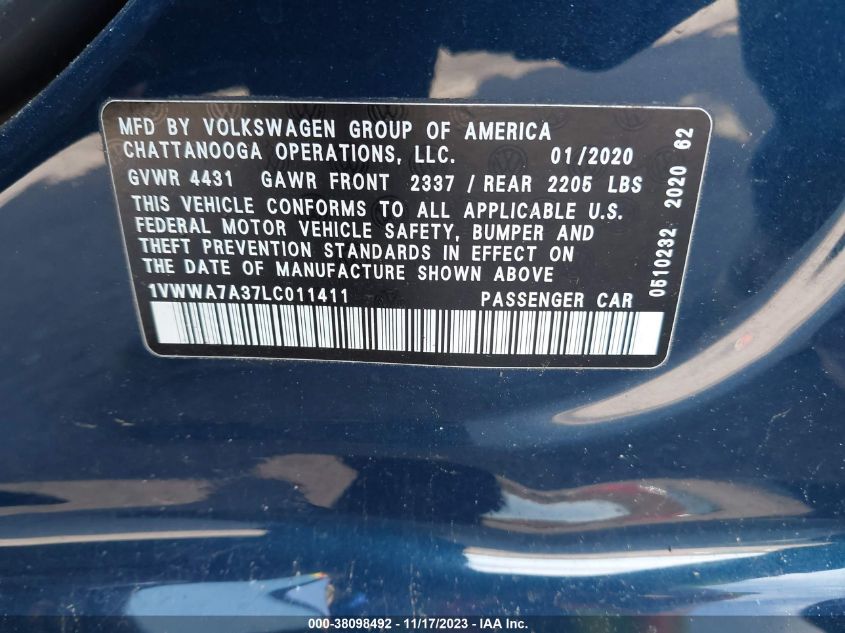 MFD BY VOLKSWAGEN GROUP OF AMERICA
CHATTANOOGA OPERATIONS, LLC. 01/2020
GVWR 4431 GAWR FRONT 2337 / REAR 2205 LBS
THIS VEHICLE CONFORMS TO ALL APPLICABLE U.S.
FEDERAL MOTOR VEHICLE SAFETY, BUMPER AND
THEFT PREVENTION STANDARDS IN EFFECT ON
THE DATE OF MANUFACTURE SHOWN ABOVE
1VWWA7A37LC011411 PASSENGER CAR
0510232 2020 62
000-38098492 - 11/17/2023 - IAA, Inc.